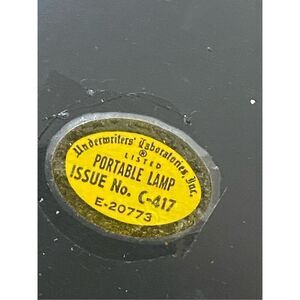 Underwriters' Laboratories, Inc.
®
LISTED
PORTABLE LAMP
ISSUE No. C-417
E-20773